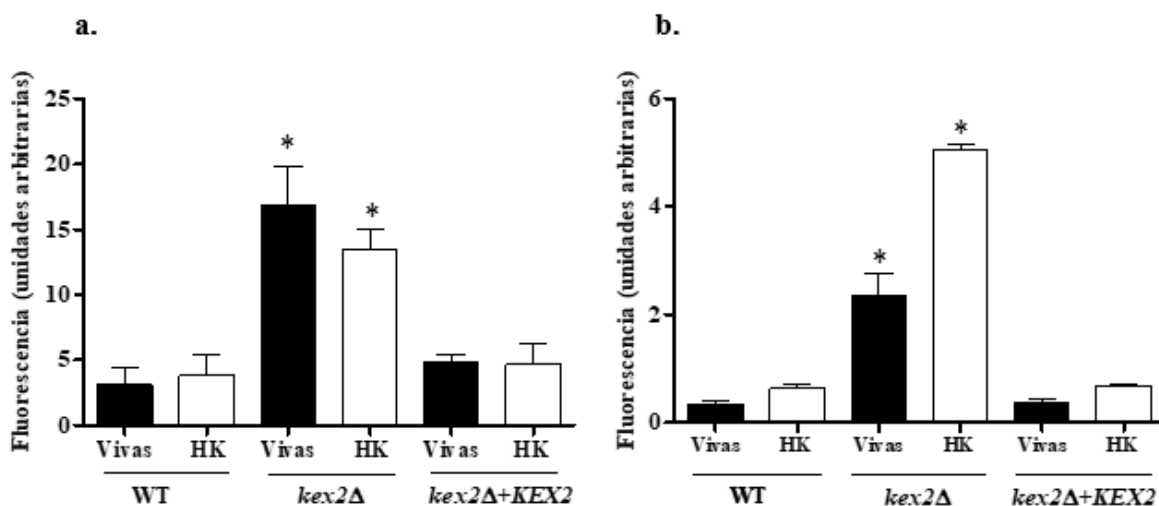 a.
Fluorescencia (unidades arbitrarias)
25
20
15
10
5
0
*
*
Vivas HK Vivas HK Vivas HK
WT kex2Δ kex2Δ+KEX2
b.
Fluorescencia (unidades arbitrarias)
6
4
2
0
*
*
Vivas HK Vivas HK Vivas HK
WT kex2Δ kex2Δ+KEX2